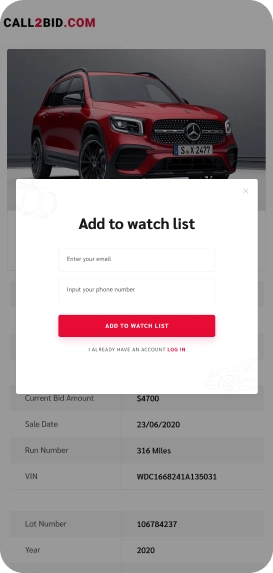 CALL2BID.COM
S♦X 2477
Add to watch list
Enter your email
Input your phone number
ADD TO WATCH LIST
I ALREADY HAVE AN ACCOUNT LOG IN
Current Bid Amount $4700
Sale Date 23/06/2020
Run Number 316 Miles
VIN WDC1668241A135031
Lot Number 106784237
Year 2020